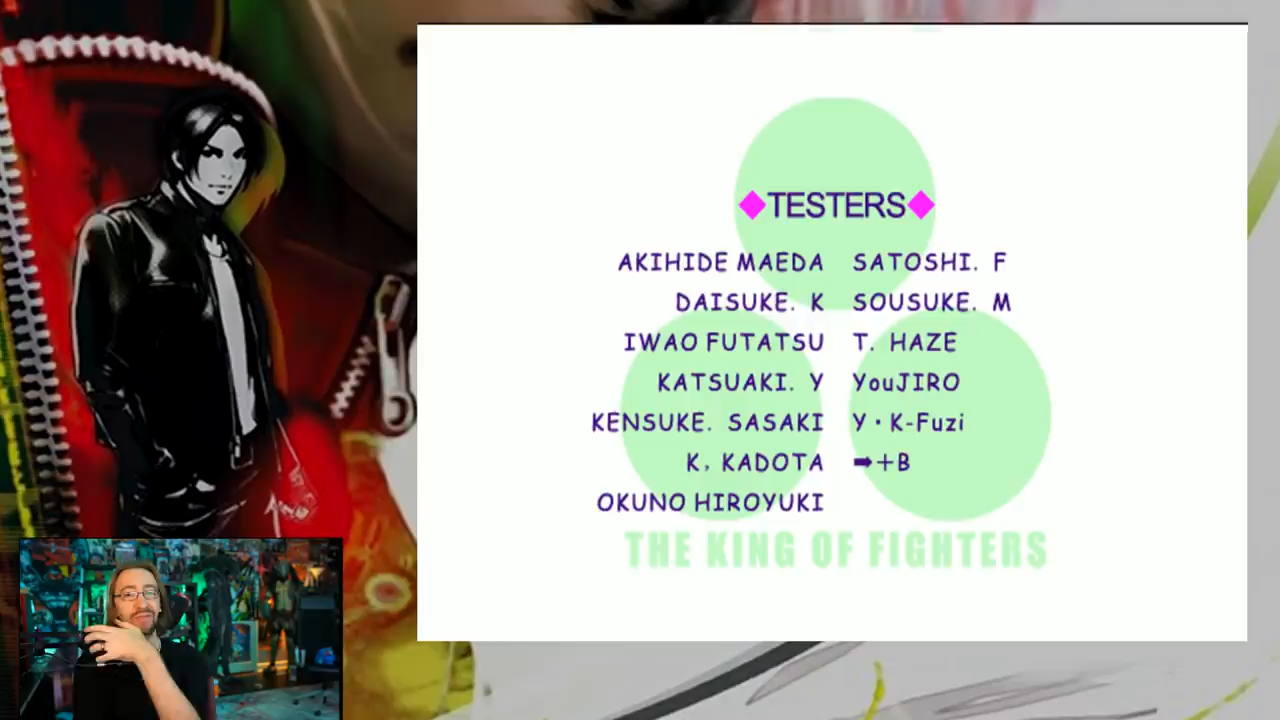 ◆TESTERS◆
AKIHIDE MAEDA SATOSHI. F
DAISUKE. K SOUSUKE. M
IWAO FUTATSU T. HAZE
KATSUAKI. Y YouJIRO
KENSUKE. SASAKI Y・K-Fuzi
K. KADOTA ➡+B
OKUNO HIROYUKI
THE KING OF FIGHTERS